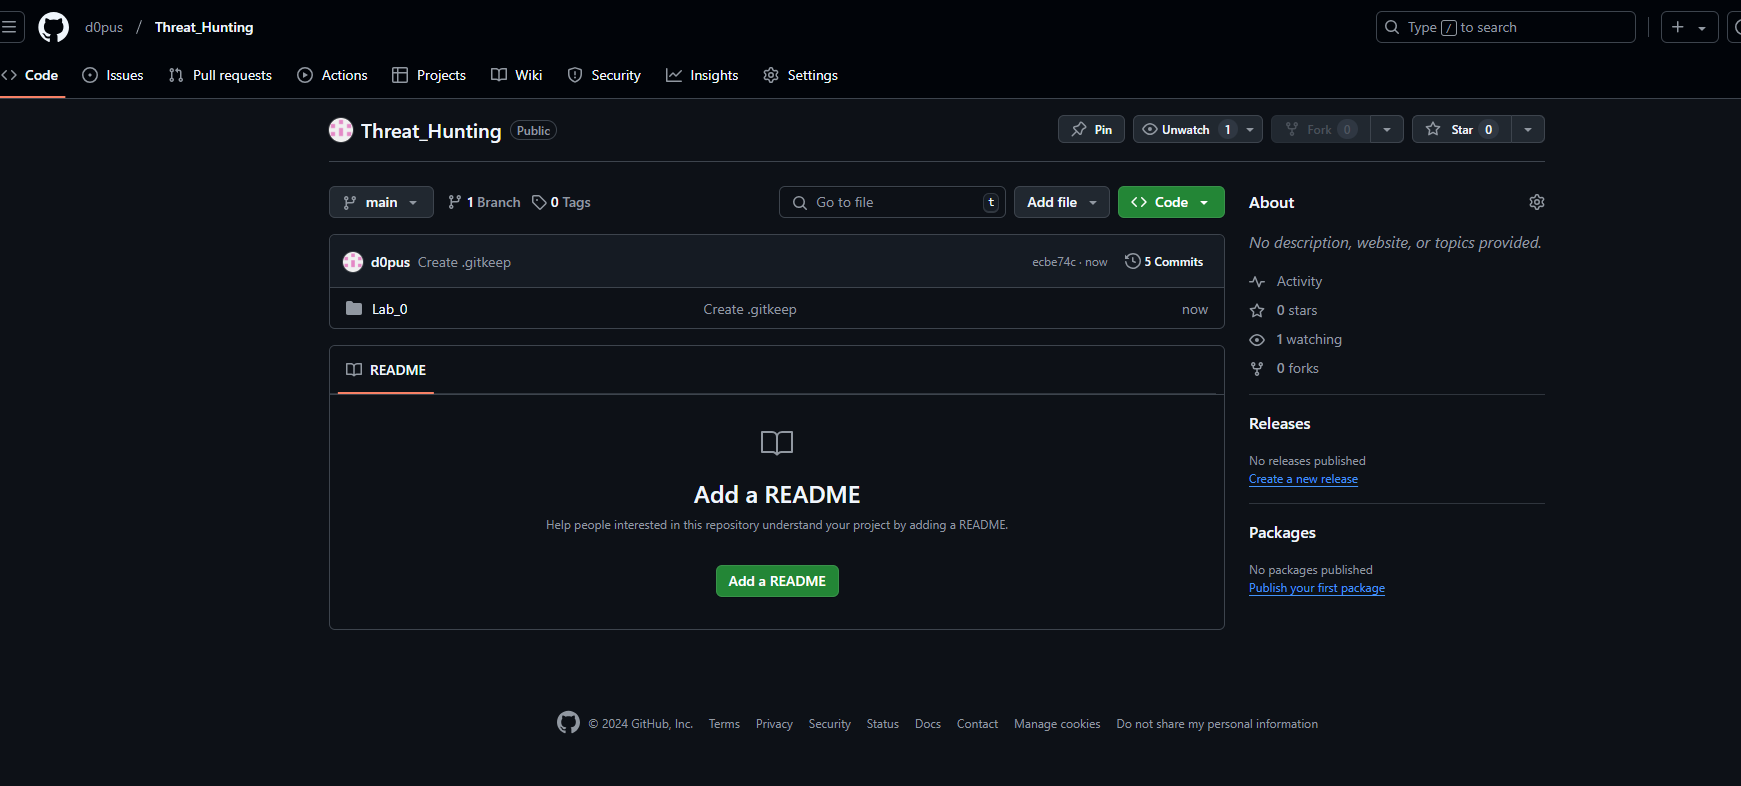 d0pus / Threat_Hunting
Type / to search
Code Issues Pull requests Actions Projects Wiki Security Insights Settings
Threat_Hunting Public
Pin Unwatch 1 Fork 0 Star 0
main 1 Branch 0 Tags
Go to file t Add file Code
d0pus Create .gitkeep ecbe74c · now 5 Commits
Lab_0 Create .gitkeep now
README
Add a README
Help people interested in this repository understand your project by adding a README.
Add a README
About
No description, website, or topics provided.
Activity
0 stars
1 watching
0 forks
Releases
No releases published
Create a new release
Packages
No packages published
Publish your first package
© 2024 GitHub, Inc. Terms Privacy Security Status Docs Contact Manage cookies Do not share my personal information